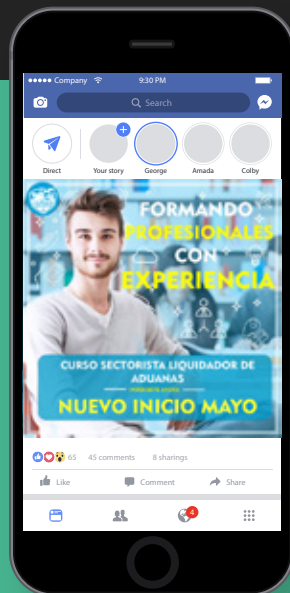 Company 9:30 PM
Search
Direct Your story George Amada Colby
FORMANDO
PROFESIONALES
CON
EXPERIENCIA
CURSO SECTORISTA LIQUIDADOR DE
ADUANAS
NUEVO INICIO MAYO
65 45 comments 8 sharings
Like Comment Share
4